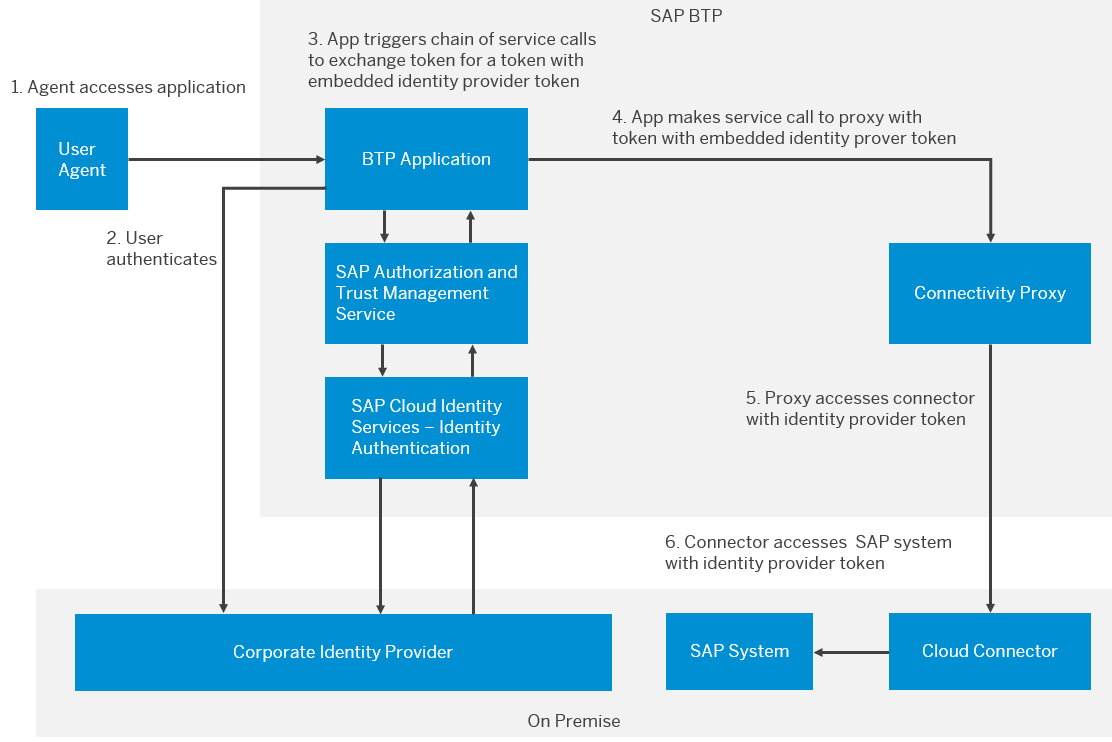 SAP BTP
3. App triggers chain of service calls
to exchange token for a token with
embedded identity provider token
1. Agent accesses application
4. App makes service call to proxy with
token with embedded identity prover token
User
Agent
BTP Application
2. User
authenticates
SAP Authorization and
Trust Management
Service
Connectivity Proxy
SAP Cloud Identity
Services – Identity
Authentication
5. Proxy accesses connector
with identity provider token
6. Connector accesses  SAP system
with identity provider token
Corporate Identity Provider
SAP System
Cloud Connector
On Premise